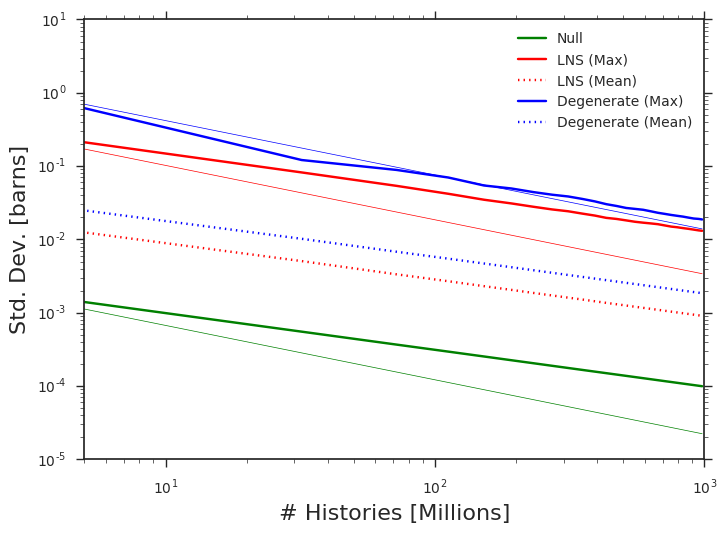 10^1
10^0
10^-1
10^-2
10^-3
10^-4
10^-5
Std. Dev. [barns]
Null
LNS (Max)
LNS (Mean)
Degenerate (Max)
Degenerate (Mean)
10^1 10^2 10^3
# Histories [Millions]